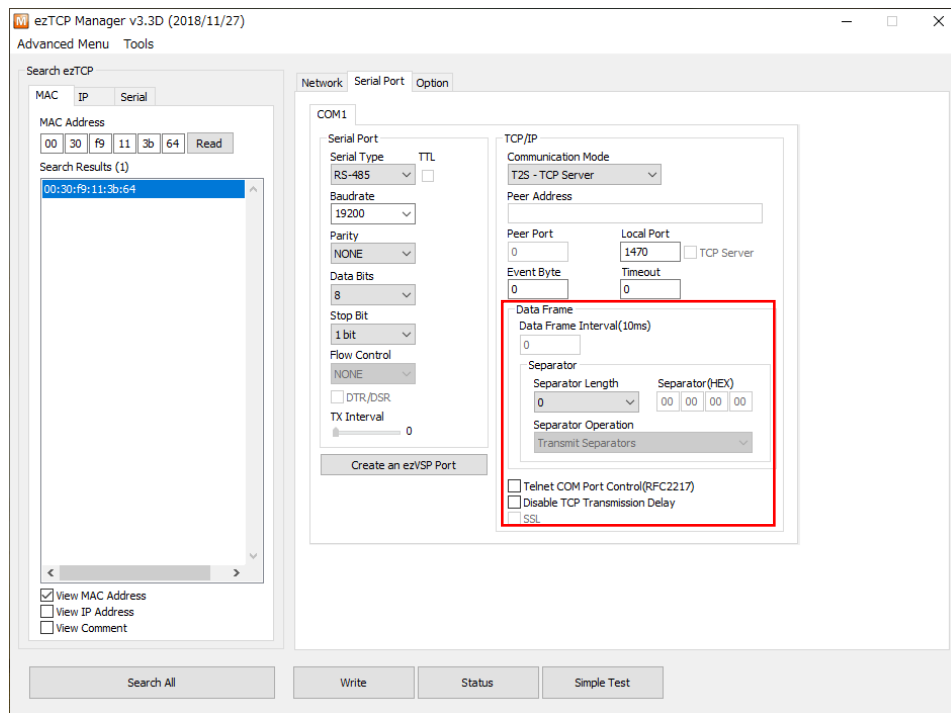 M ezTCP Manager v3.3D (2018/11/27)
Advanced Menu Tools
Search ezTCP
MAC IP Serial
MAC Address
00 30 f9 11 3b 64 Read
Search Results (1)
00:30:f9:11:3b:64
View MAC Address
View IP Address
View Comment
Search All
Network Serial Port Option
COM1
Serial Port
Serial Type TTL
RS-485
Baudrate
19200
Parity
NONE
Data Bits
8
Stop Bit
1 bit
Flow Control
NONE
DTR/DSR
TX Interval
0
Create an ezVSP Port
TCP/IP
Communication Mode
T2S - TCP Server
Peer Address
Peer Port Local Port
0 1470 TCP Server
Event Byte Timeout
0 0
Data Frame
Data Frame Interval(10ms)
0
Separator
Separator Length Separator(HEX)
0 00 00 00 00
Separator Operation
Transmit Separators
Telnet COM Port Control(RFC2217)
Disable TCP Transmission Delay
SSL
Write Status Simple Test